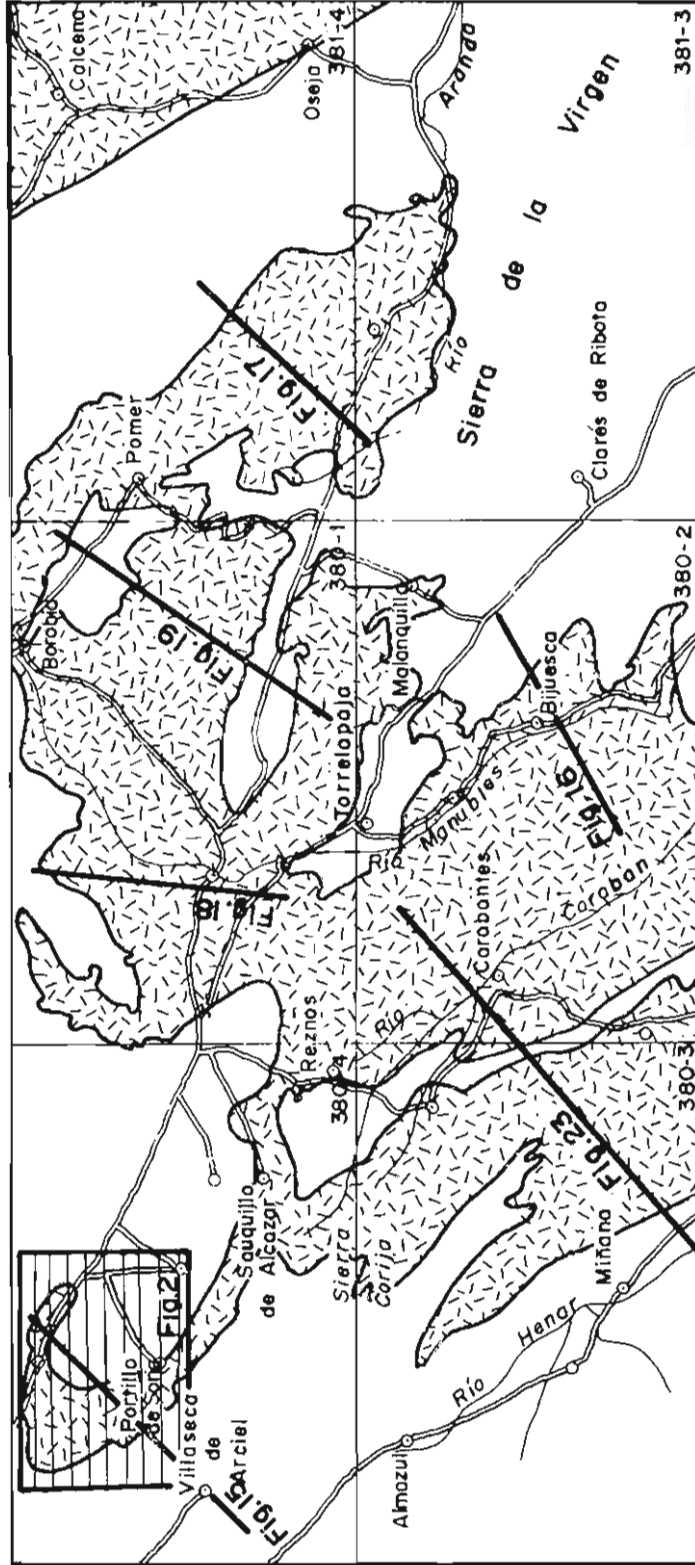 Calcena
Oseja
381-4
Aranda
Virgen
381-3
la
de
Sierra
Río
Fig. 17
Pomer
Clarés de Ribota
380-1
380-2
Borobia
Fig. 19
Malanquilla
Torrelapaja
Bijuesca
Fig. 16
Río Manubles
Fig. 18
Carabantes
Caraban
Río
Reznos
380-4
380-3
Fig. 23
Sauquillo
de Alcazar
Sierra
Corija
Miñana
Henar
Río
Almazul
Fig. 2
Portillo
de Soria
Villaseca
de
Arciel
Fig. 15